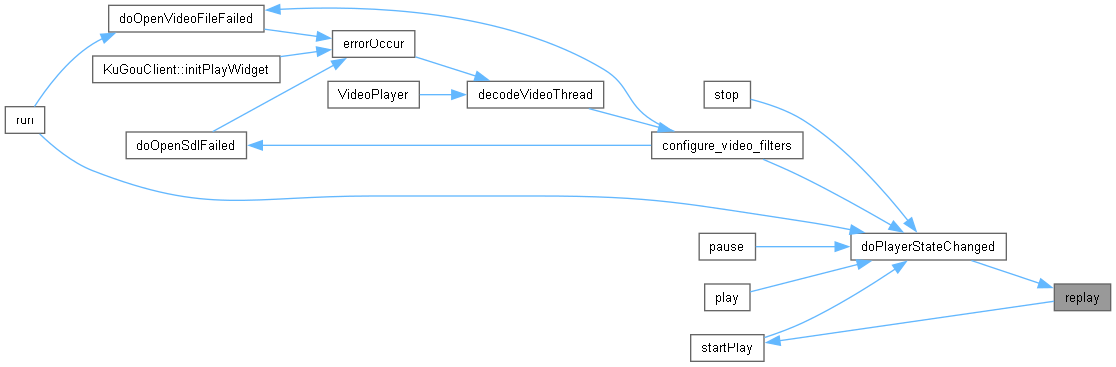 doOpenVideoFileFailed
errorOccur
KuGouClient::initPlayWidget
VideoPlayer
decodeVideoThread
stop
run
doOpenSdlFailed
configure_video_filters
pause
doPlayerStateChanged
play
replay
startPlay